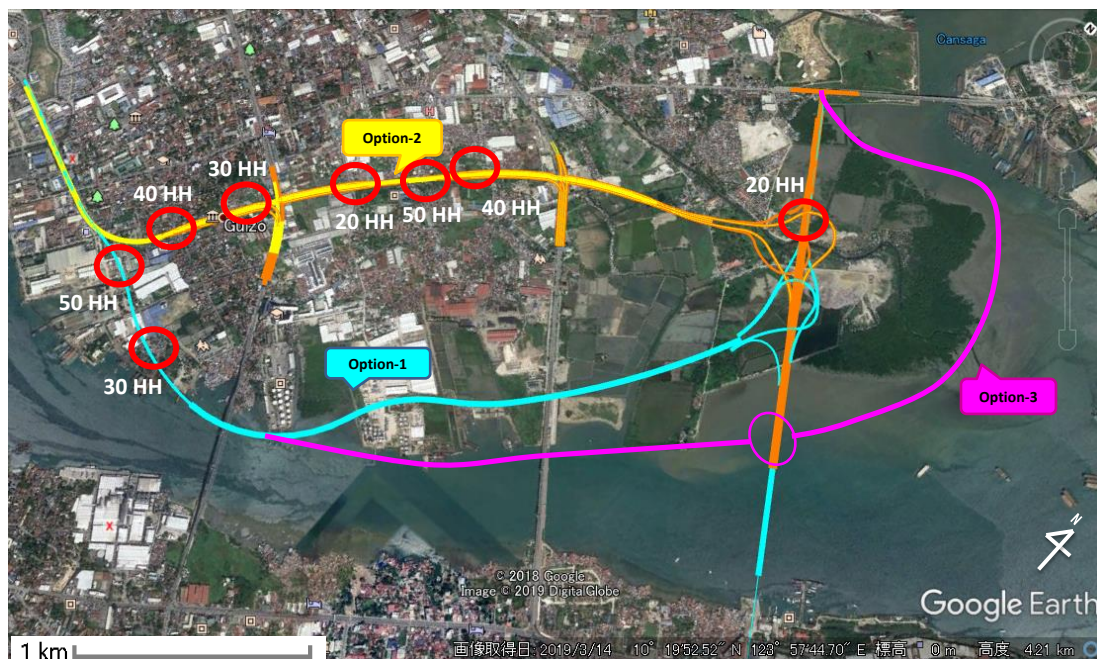 Cansaga
Option-2
30 HH
40 HH
20 HH
20 HH
50 HH
40 HH
Guizo
50 HH
30 HH
Option-1
Option-3
N
© 2018 Google
Image © 2019 DigitalGlobe
Google Earth
1 km
画像取得日: 2019/3/14 10° 19'52.52" N 123° 57'44.70" E 標高 0 m 高度 4.21 km